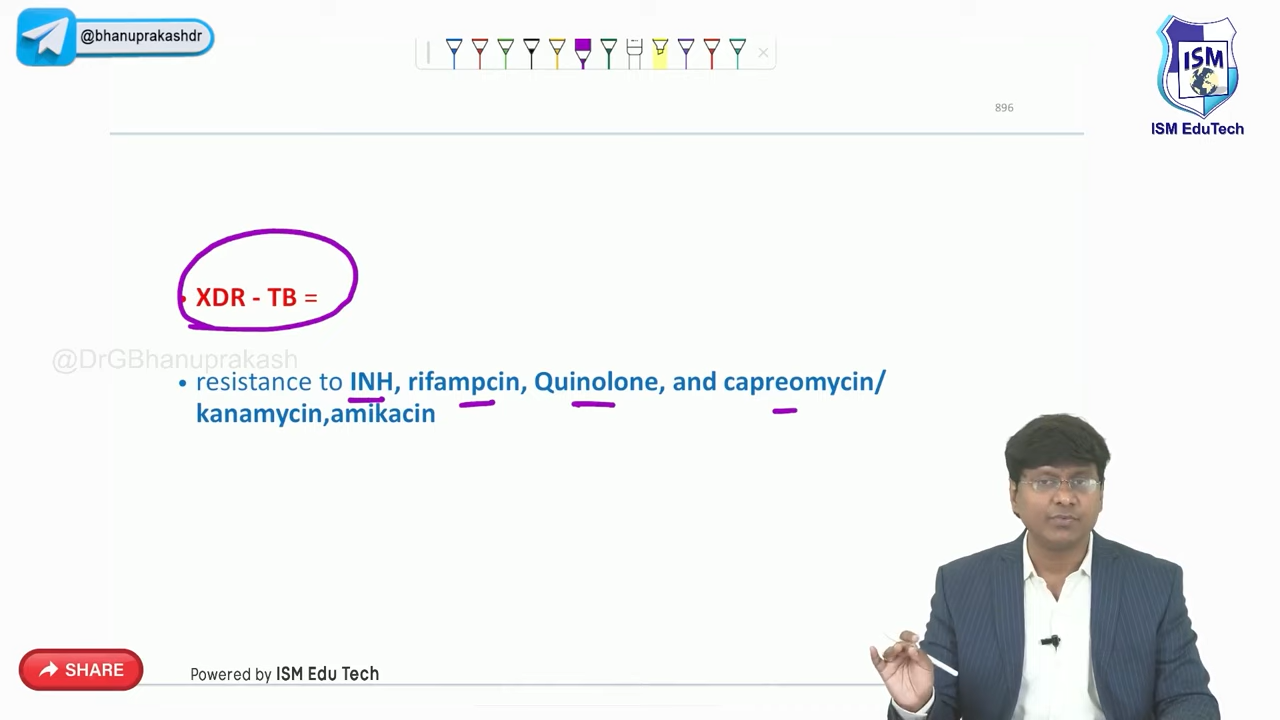 @bhanuprakashdr
896
ISM
ISM EduTech
• XDR - TB =
@DrGBhanuprakash
• resistance to INH, rifampcin, Quinolone, and capreomycin/
kanamycin,amikacin
SHARE
Powered by ISM Edu Tech